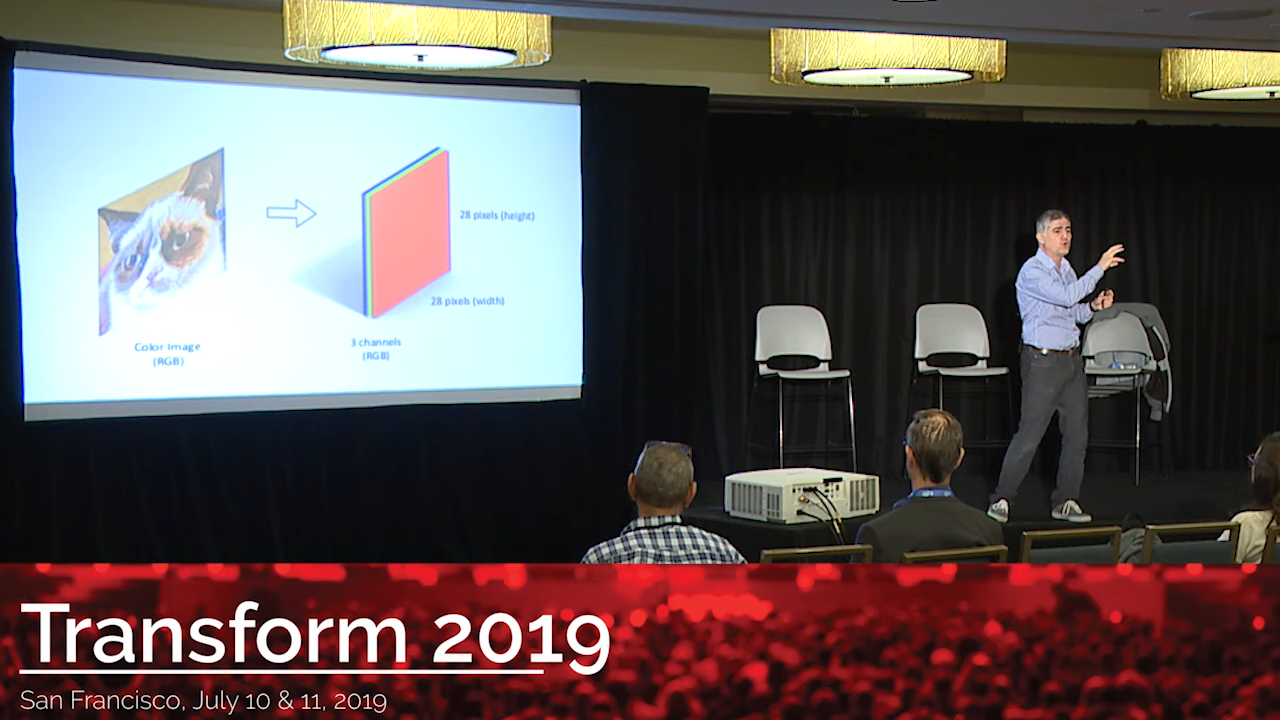 28 pixels (height)
28 pixels (width)
Color Image
(RGB)
3 channels
(RGB)
Transform 2019
San Francisco, July 10 & 11, 2019